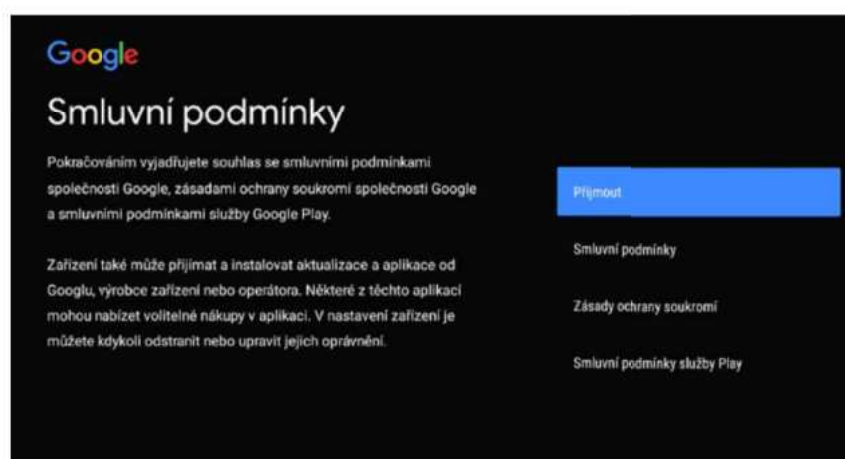 Google
Smluvní podmínky
Pokračováním vyjadřujete souhlas se smluvními podmínkami
společnosti Google, zásadami ochrany soukromí společnosti Google
a smluvními podmínkami služby Google Play.
Zařízení také může přijímat a instalovat aktualizace a aplikace od
Googlu, výrobce zařízení nebo operátora. Některé z těchto aplikací
mohou nabízet volitelné nákupy v aplikaci. V nastavení zařízení je
můžete kdykoli odstranit nebo upravit jejich oprávnění.
Přijmout
Smluvní podmínky
Zásady ochrany soukromí
Smluvní podmínky služby Play